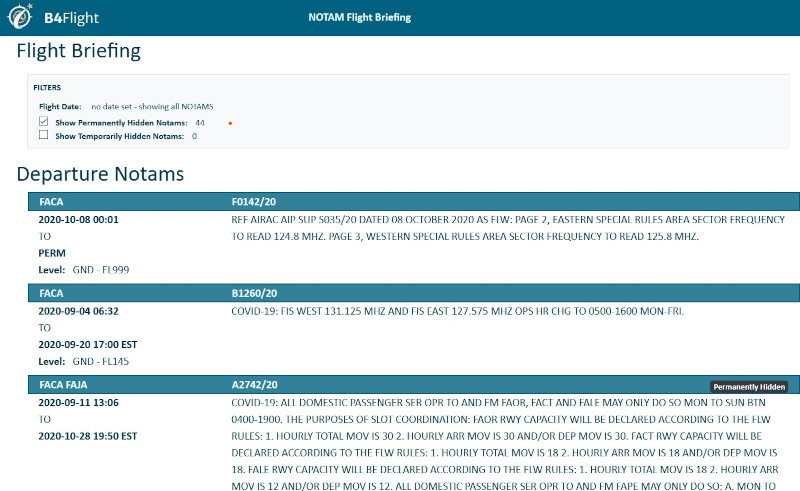 B4Flight
NOTAM Flight Briefing
Flight Briefing
FILTERS
Flight Date: no date set - showing all NOTAMS
Show Permanently Hidden Notams: 44
Show Temporarily Hidden Notams: 0
Departure Notams
FACA F0142/20
2020-10-08 00:01
TO
PERM
Level: GND - FL999
REF AIRAC AIP SUP S035/20 DATED 08 OCTOBER 2020 AS FLW: PAGE 2, EASTERN SPECIAL RULES AREA SECTOR FREQUENCY
TO READ 124.8 MHZ. PAGE 3, WESTERN SPECIAL RULES AREA SECTOR FREQUENCY TO READ 125.8 MHZ.
FACA B1260/20
2020-09-04 06:32
TO
2020-09-20 17:00 EST
Level: GND - FL145
COVID-19: FIS WEST 131.125 MHZ AND FIS EAST 127.575 MHZ OPS HR CHG TO 0500-1600 MON-FRI.
FACA FAJA A2742/20
Permanently Hidden
2020-09-11 13:06
TO
2020-10-28 19:50 EST
COVID-19: ALL DOMESTIC PASSENGER SER OPR TO AND FM FAOR, FACT AND FALE MAY ONLY DO SO MON TO SUN BTN
0400-1900. THE PURPOSES OF SLOT COORDINATION: FAOR RWY CAPACITY WILL BE DECLARED ACCORDING TO THE FLW
RULES: 1. HOURLY TOTAL MOV IS 30 2. HOURLY ARR MOV IS 30 AND/OR DEP MOV IS 30. FACT RWY CAPACITY WILL BE
DECLARED ACCORDING TO THE FLW RULES: 1. HOURLY TOTAL MOV IS 18 2. HOURLY ARR MOV IS 18 AND/OR DEP MOV IS
18. FALE RWY CAPACITY WILL BE DECLARED ACCORDING TO THE FLW RULES: 1. HOURLY TOTAL MOV IS 18 2. HOURLY ARR
MOV IS 12 AND/OR DEP MOV IS 12. ALL DOMESTIC PASSENGER SER OPR TO AND FM FAPE MAY ONLY DO SO: A. MON TO